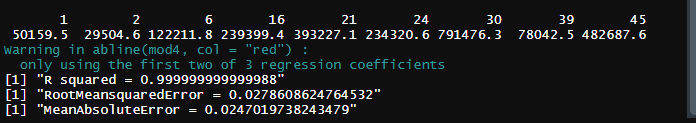 1 2 6 16 21 24 30 39 45
50159.5 29504.6 122211.8 239399.4 393227.1 234320.6 791476.3 78042.5 482687.6
Warning in abline(mod4, col = "red") :
only using the first two of 3 regression coefficients
[1] "R squared = 0.999999999999988"
[1] "RootMeansquaredError = 0.0278608624764532"
[1] "MeanAbsoluteError = 0.0247019738243479"